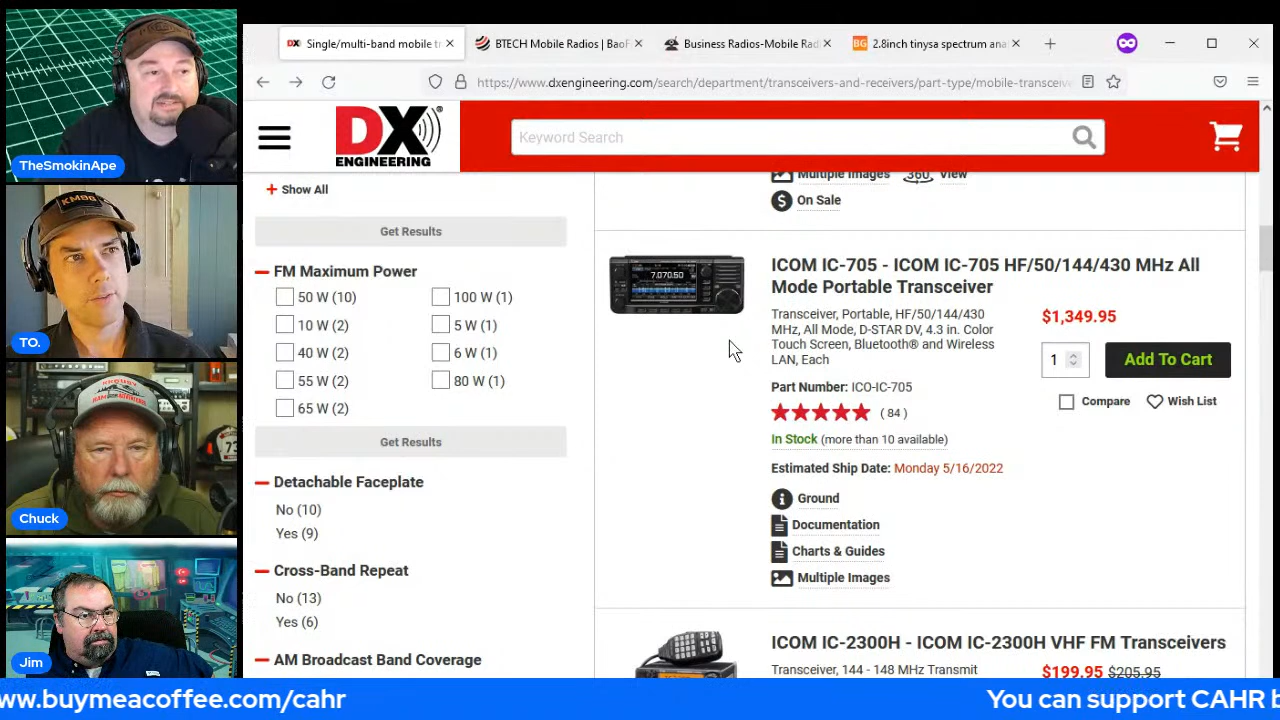 TheSmokinApe
KM9G
TO.
Chuck
73
Jim
DX Single/multi-band mobile tr
BTECH Mobile Radios | BaoF
Business Radios-Mobile Rad
BG 2.8inch tinysa spectrum ana
https://www.dxengineering.com/search/department/transceivers-and-receivers/part-type/mobile-transceive
DX
ENGINEERING
Keyword Search
+ Show All
Get Results
FM Maximum Power
50 W (10)
100 W (1)
10 W (2)
5 W (1)
40 W (2)
6 W (1)
55 W (2)
80 W (1)
65 W (2)
Get Results
Detachable Faceplate
No (10)
Yes (9)
Cross-Band Repeat
No (13)
Yes (6)
AM Broadcast Band Coverage
Multiple Images
360 View
On Sale
7.070.50
ICOM IC-705 - ICOM IC-705 HF/50/144/430 MHz All
Mode Portable Transceiver
Transceiver, Portable, HF/50/144/430
MHz, All Mode, D-STAR DV, 4.3 in. Color
Touch Screen, Bluetooth® and Wireless
LAN, Each
Part Number: ICO-IC-705
( 84 )
In Stock (more than 10 available)
Estimated Ship Date: Monday 5/16/2022
Ground
Documentation
Charts & Guides
Multiple Images
$1,349.95
1
Add To Cart
Compare
Wish List
ICOM IC-2300H - ICOM IC-2300H VHF FM Transceivers
Transceiver, 144 - 148 MHz Transmit
$199.95 $205.95
ww.buymeacoffee.com/cahr
You can support CAHR b